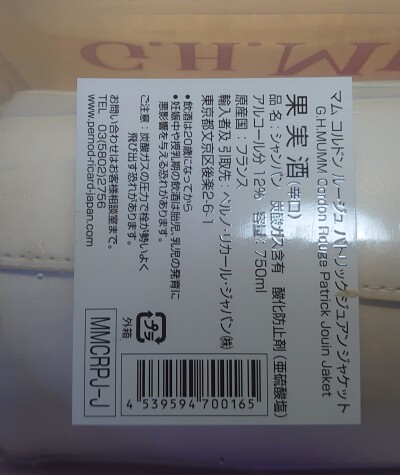 G.H.MUMM
マム コルドン ルージュ パトリック ジュアン ジャケット
G.H.MUMM Cordon Rouge Patrick Jouin Jaket
果実酒(辛口)
品名:シャンパン 炭酸ガス含有 酸化防止剤(亜硫酸塩)
アルコール分 12% 容量:750ml
原産国:フランス
輸入者及引取先:ペルノ・リカール・ジャパン(株)
東京都文京区後楽2-6-1
•飲酒は20歳になってから
•妊娠中や授乳期の飲酒は胎児、乳児の発育に
悪影響を与える恐れがあります。
ご注意:炭酸ガスの圧力で栓が勢いよく
飛び出す恐れがあります。
お問い合わせはお客様相談室まで。
TEL 03(5802)2756
www.pernod-ricard-japan.com
外箱
プラ
4 539594 700165
MMCRPJ-J